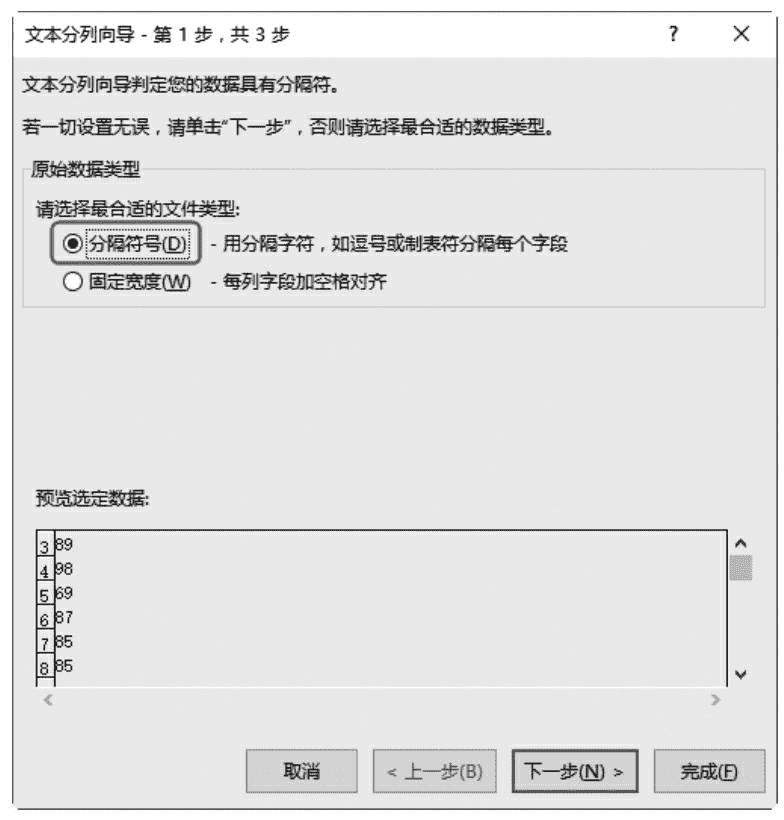 文本分列向导 - 第 1 步，共 3 步 ? ×
文本分列向导判定您的数据具有分隔符。
若一切设置无误，请单击“下一步”，否则请选择最合适的数据类型。
原始数据类型
请选择最合适的文件类型:
分隔符号(D) - 用分隔字符，如逗号或制表符分隔每个字段
固定宽度(W) - 每列字段加空格对齐
预览选定数据:
3 89
4 98
5 69
6 87
7 85
8 85
取消 < 上一步(B) 下一步(N) > 完成(F)